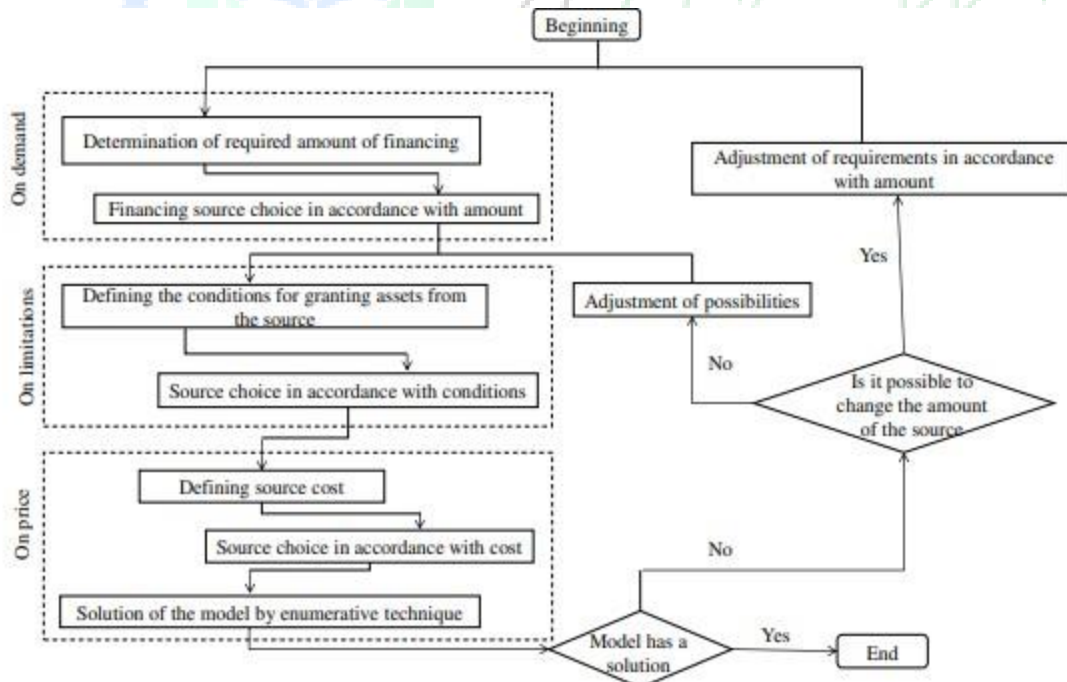 Beginning
On demand
Determination of required amount of financing
Financing source choice in accordance with amount
Adjustment of requirements in accordance
with amount
Yes
On limitations
Defining the conditions for granting assets from
the source
Source choice in accordance with conditions
Adjustment of possibilities
No
Is it possible to
change the amount
of the source
On price
Defining source cost
Source choice in accordance with cost
Solution of the model by enumerative technique
No
Model has a
solution
Yes
End